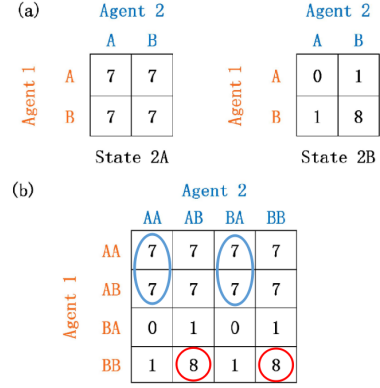 (a)
Agent 2 Agent 2
A B A B
Agent 1 A 7 7 Agent 1 A 0 1
B 7 7 B 1 8
State 2A State 2B
(b)
Agent 2
AA AB BA BB
Agent 1
AA 7 7 7 7
AB 7 7 7 7
BA 0 1 0 1
BB 1 8 1 8